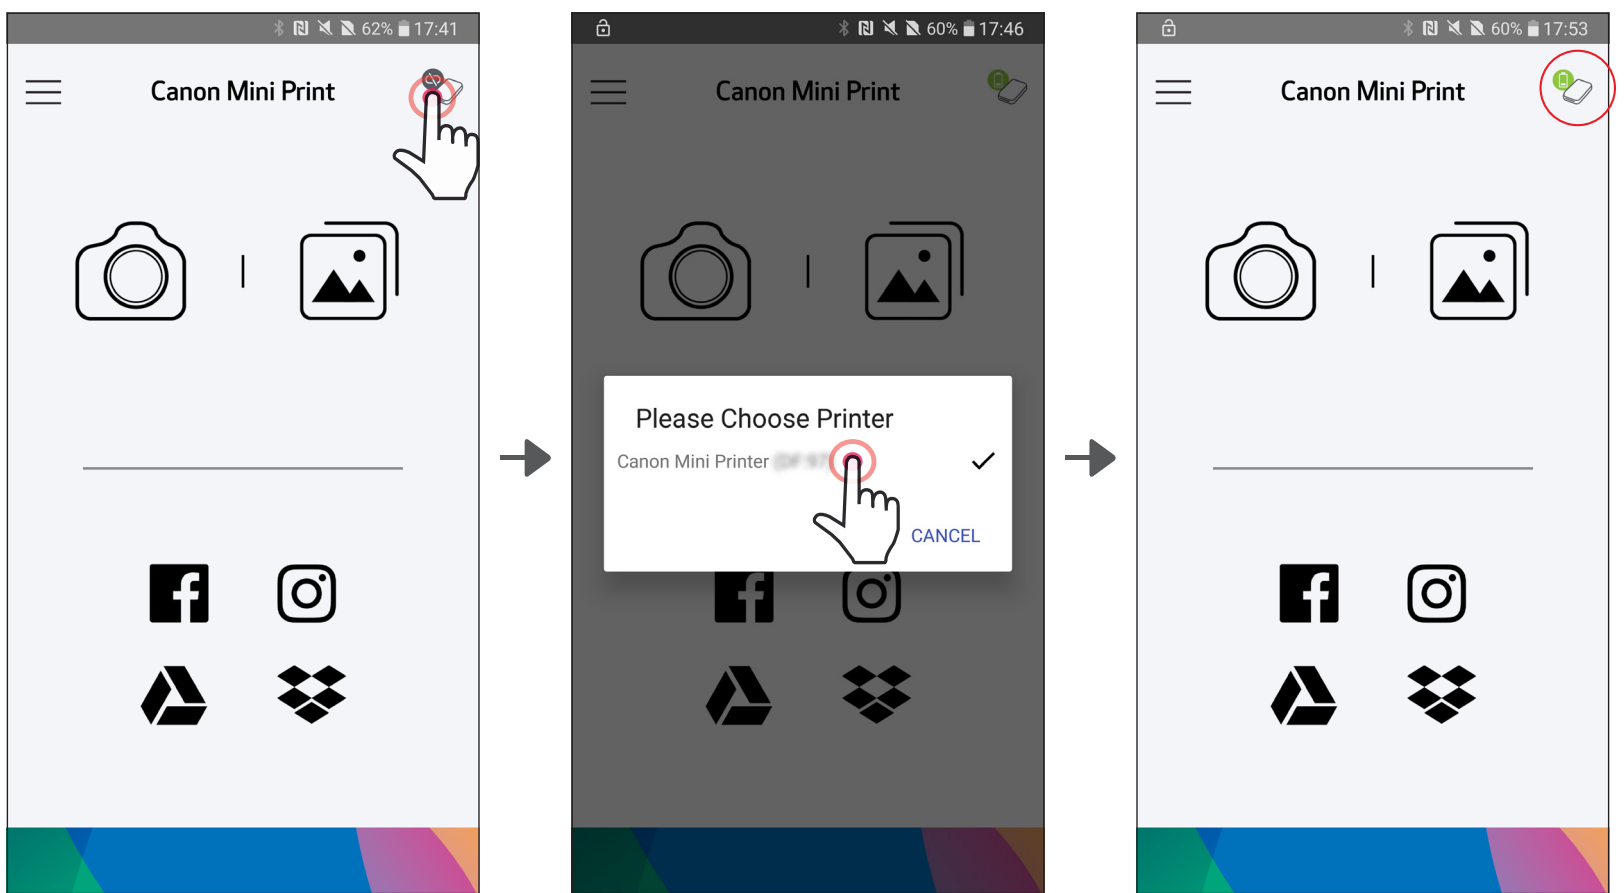 62% 17:41
Canon Mini Print
60% 17:46
Canon Mini Print
Please Choose Printer
Canon Mini Printer
CANCEL
60% 17:53
Canon Mini Print